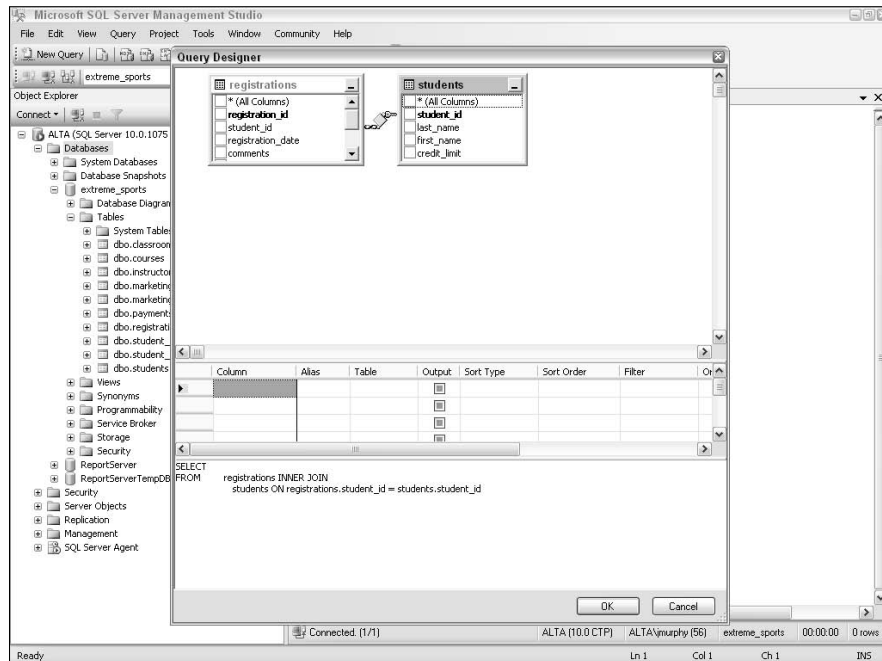 Microsoft SQL Server Management Studio
File Edit View Query Project Tools Window Community Help
New Query
extreme_sports
Object Explorer
Connect
ALTA (SQL Server 10.0.1075
Databases
System Databases
Database Snapshots
extreme_sports
Database Diagran
Tables
System Table
dbo.classroon
dbo.courses
dbo.instructo
dbo.marketing
dbo.marketing
dbo.payment
dbo.registrati
dbo.student_
dbo.student_
dbo.students
Views
Synonyms
Programmability
Service Broker
Storage
Security
ReportServer
ReportServerTempDB
Security
Server Objects
Replication
Management
SQL Server Agent
Query Designer
registrations
* (All Columns)
registration_id
student_id
registration_date
comments
students
* (All Columns)
student_id
last_name
first_name
credit_limit
Column Alias Table Output Sort Type Sort Order Filter Or
SELECT
FROM registrations INNER JOIN
students ON registrations.student_id = students.student_id
OK Cancel
Connected. (1/1) ALTA (10.0 CTP) ALTA\jmurphy (56) extreme_sports 00:00:00 0 rows
Ready Ln 1 Col 1 Ch 1 INS